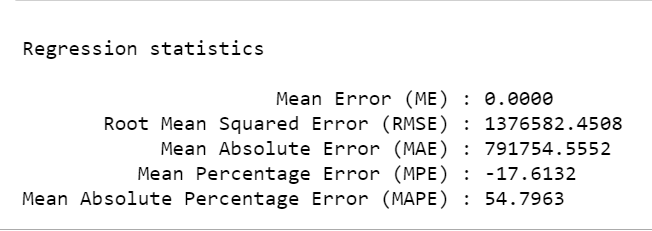 Regression statistics
Mean Error (ME) : 0.0000
Root Mean Squared Error (RMSE) : 1376582.4508
Mean Absolute Error (MAE) : 791754.5552
Mean Percentage Error (MPE) : -17.6132
Mean Absolute Percentage Error (MAPE) : 54.7963